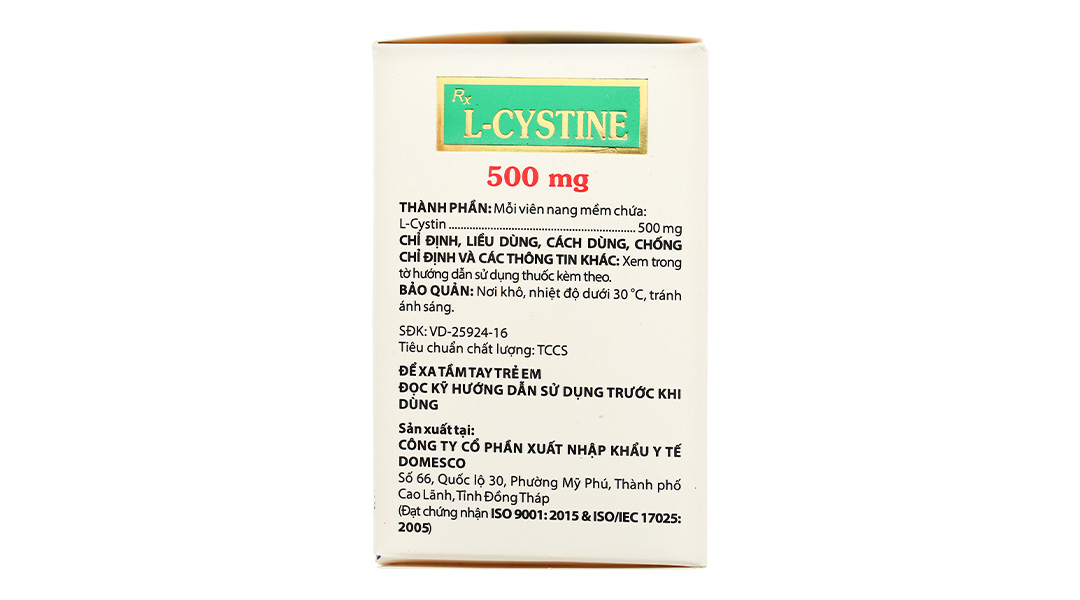 Rx
L-CYSTINE
500 mg
THÀNH PHẦN: Mỗi viên nang mềm chứa:
L-Cystin ............................................................... 500 mg
CHỈ ĐỊNH, LIỀU DÙNG, CÁCH DÙNG, CHỐNG
CHỈ ĐỊNH VÀ CÁC THÔNG TIN KHÁC: Xem trong
tờ hướng dẫn sử dụng thuốc kèm theo.
BẢO QUẢN: Nơi khô, nhiệt độ dưới 30 °C, tránh
ánh sáng.
SĐK: VD-25924-16
Tiêu chuẩn chất lượng: TCCS
ĐỂ XA TẦM TAY TRẺ EM
ĐỌC KỸ HƯỚNG DẪN SỬ DỤNG TRƯỚC KHI
DÙNG
Sản xuất tại:
CÔNG TY CỔ PHẦN XUẤT NHẬP KHẨU Y TẾ
DOMESCO
Số 66, Quốc lộ 30, Phường Mỹ Phú, Thành phố
Cao Lãnh, Tỉnh Đồng Tháp
(Đạt chứng nhận ISO 9001: 2015 & ISO/IEC 17025:
2005)